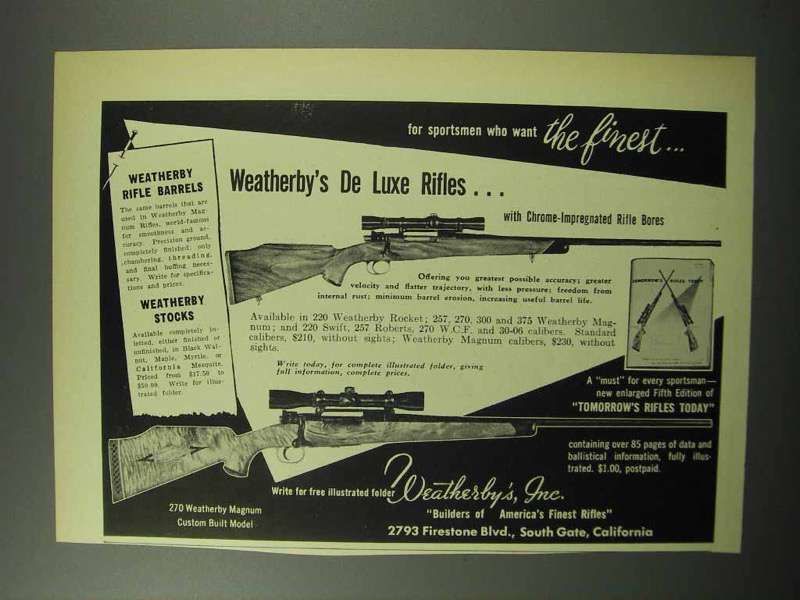 for sportsmen who want the finest...
WEATHERBY
RIFLE BARRELS
The same barrels that are
used in Weatherby Mag-
num Rifles, world-famous
for smoothness and ac-
curacy. Precision ground,
completely finished; only
chambering, threading,
and final bluing neces-
sary. Write for specifica-
tions and prices.
WEATHERBY
STOCKS
Available completely in-
letted, either finished or
unfinished, in Black Wal-
nut, Maple, Myrtle, or
California Mesquite.
Priced from $17.50 to
$50.00. Write for illus-
trated folder.
Weatherby's De Luxe Rifles...
with Chrome-Impregnated Rifle Bores
Offering you greatest possible accuracy; greater
velocity and flatter trajectory, with less pressure; freedom from
internal rust; minimum barrel erosion, increasing useful barrel life.
Available in 220 Weatherby Rocket; 257, 270, 300 and 375 Weatherby Mag-
num; and 220 Swift, 257 Roberts, 270 W.C.F. and 30-06 calibers. Standard
calibers, $210, without sights; Weatherby Magnum calibers, $230, without
sights.
Write today, for complete illustrated folder, giving
full information, complete prices.
TOMORROW'S RIFLES TODAY
A "must" for every sportsman—
new enlarged Fifth Edition of
"TOMORROW'S RIFLES TODAY"
containing over 85 pages of data and
ballistical information, fully illus-
trated. $1.00, postpaid.
270 Weatherby Magnum
Custom Built Model
Write for free illustrated folder
Weatherby's, Inc.
"Builders of America's Finest Rifles"
2793 Firestone Blvd., South Gate, California